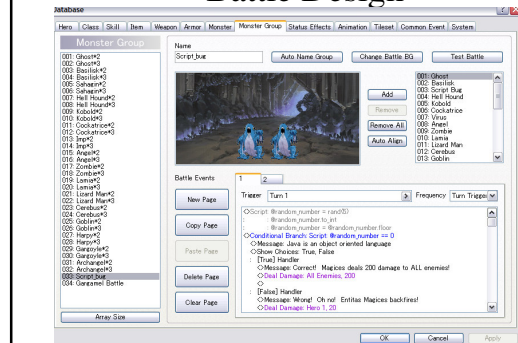 Battle Design
Database
Hero Class Skill Item Weapon Armor Monster Monster Group Status Effects Animation Tileset Common Event System
Monster Group
001: Ghost*2
002: Ghost*3
003: Basilisk*2
004: Basilisk*3
005: Sahagin*2
006: Sahagin*3
007: Hell Hound*2
008: Hell Hound*3
009: Kobold*2
010: Kobold*3
011: Cockatrice*2
012: Cockatrice*3
013: Imp*2
014: Imp*3
015: Angel*2
016: Angel*3
017: Zombie*2
018: Zombie*3
019: Lamia*2
020: Lamia*3
021: Lizard Man*2
022: Lizard Man*3
023: Cerebus*2
024: Cerebus*3
025: Goblin*2
026: Goblin*3
027: Harpy*2
028: Harpy*3
029: Gargoyle*2
030: Gargoyle*3
031: Archangel*2
032: Archangel*3
033: Script_bug
034: Gangamel Battle
Array Size
Name
Script_bug
Auto Name Group
Change Battle BG
Test Battle
Add
Remove
Remove All
Auto Align
001: Ghost
002: Basilisk
003: Script Bug
004: Hell Hound
005: Kobold
006: Cockatrice
007: Virus
008: Angel
009: Zombie
010: Lamia
011: Lizard Man
012: Cerebus
013: Goblin
Battle Events
1 2
New Page
Copy Page
Paste Page
Delete Page
Clear Page
Trigger Turn 1 Frequency Turn Trigger
Script: @random_number = rand(5)
: @random_number.to_int
: @random_number = @random_number.floor
Conditional Branch: Script: @random_number == 0
Message: Java is an object oriented language
Show Choices: True, False
: [True] Handler
Message: Correct! Magices deals 200 damage to ALL enemies!
Deal Damage: All Enemies, 200
: [False] Handler
Message: Wrong! Oh no! Entitas Magices backfires!
Deal Damage: Hero 1, 20
OK Cancel Apply